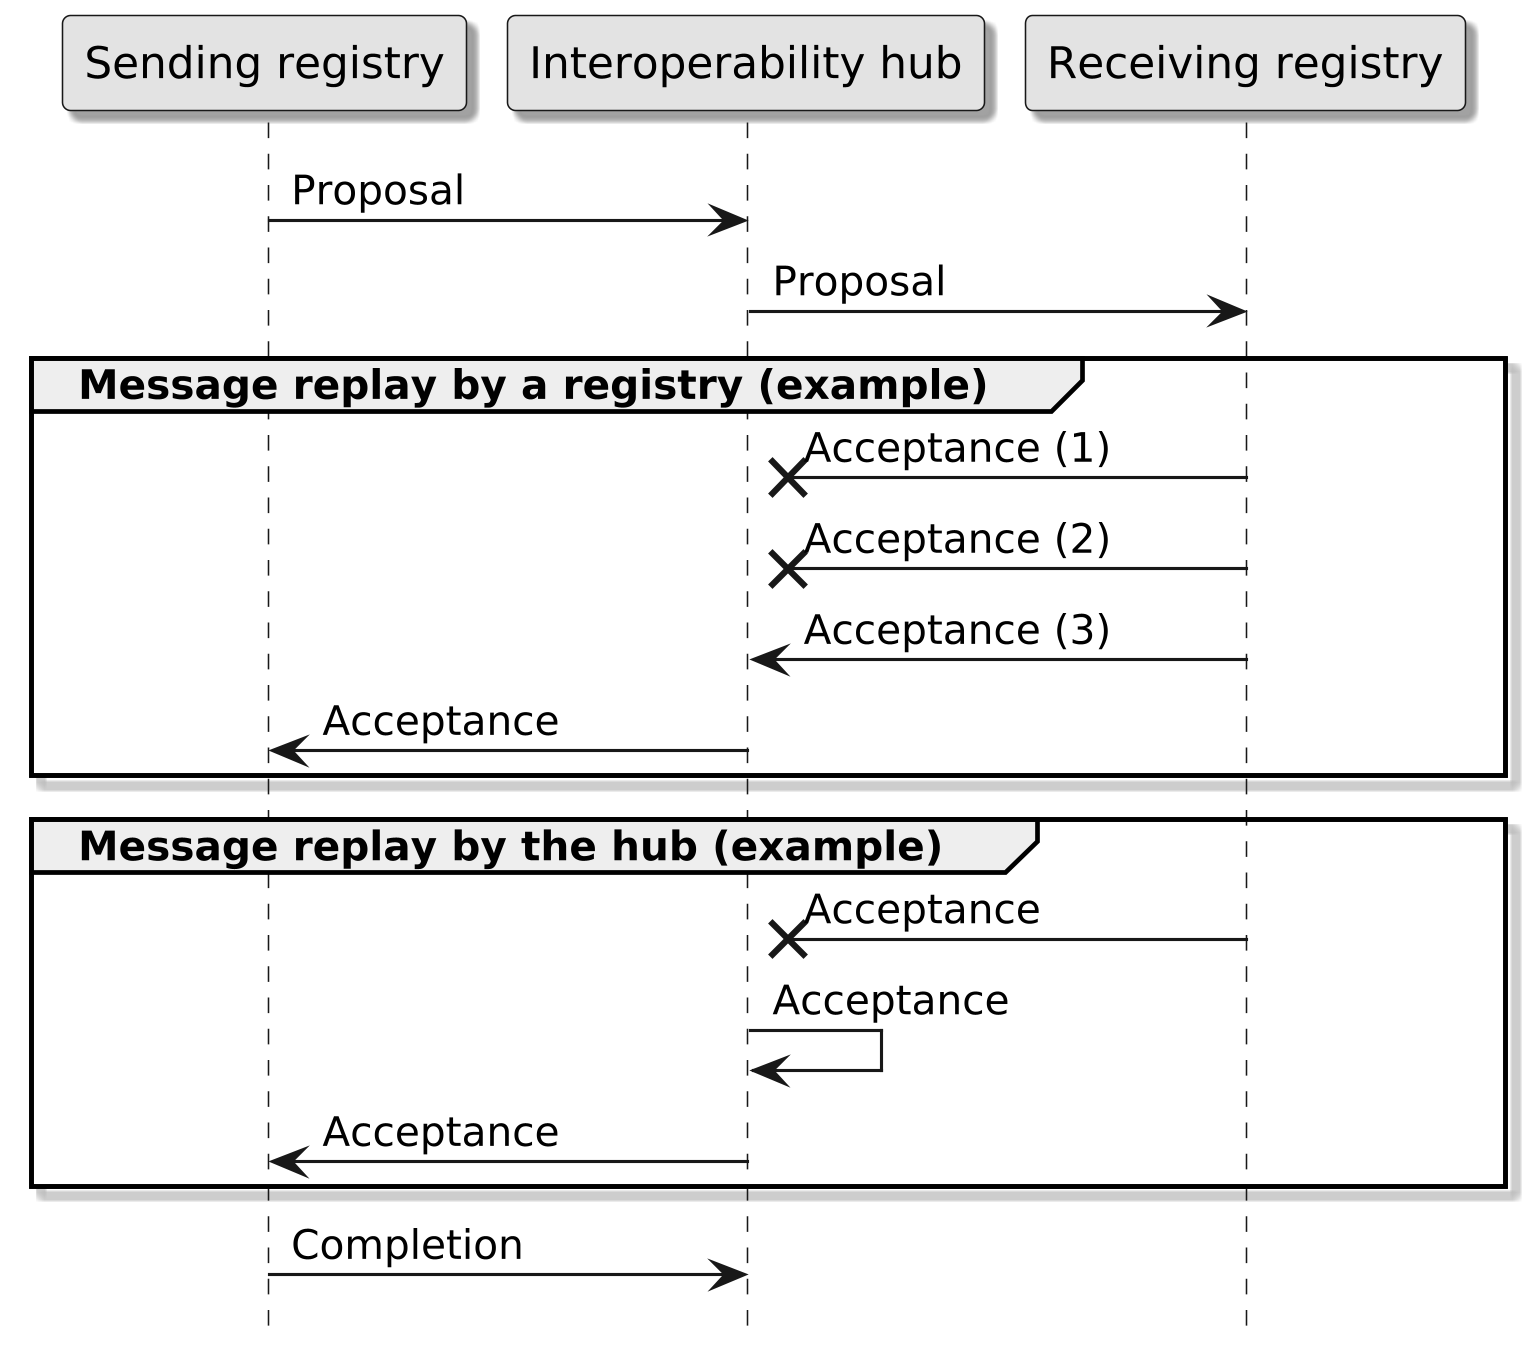 Sending registry
Interoperability hub
Receiving registry
Proposal
Proposal
Message replay by a registry (example)
Acceptance (1)
Acceptance (2)
Acceptance (3)
Acceptance
Message replay by the hub (example)
Acceptance
Acceptance
Acceptance
Completion